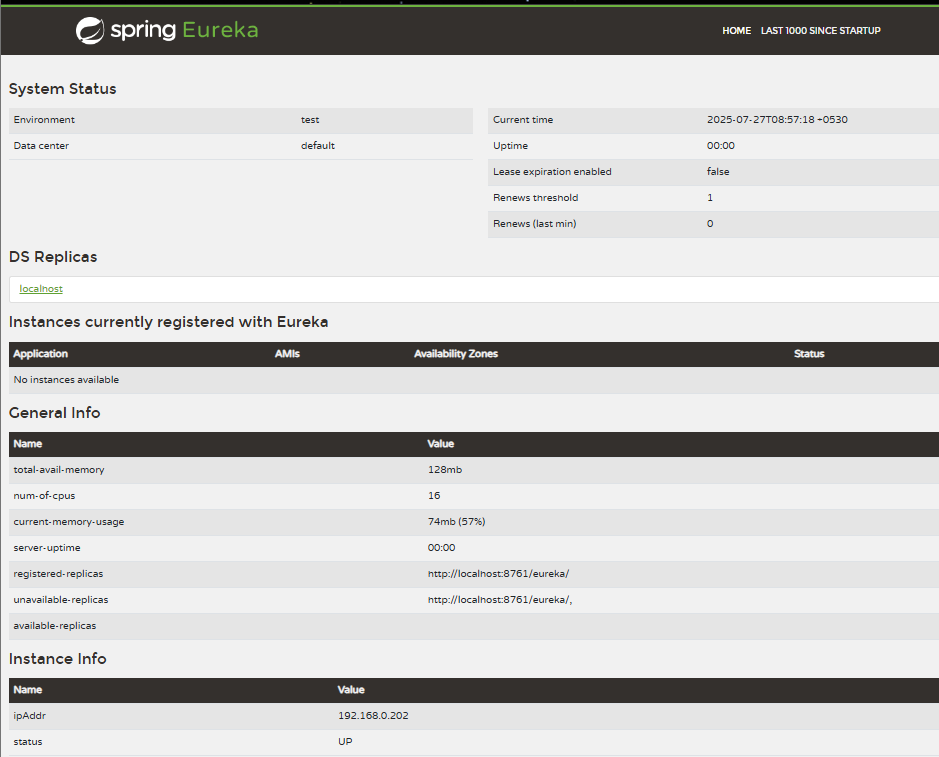 spring Eureka
HOME LAST 1000 SINCE STARTUP
System Status
Environment test
Data center default
Current time 2025-07-27T08:57:18 +0530
Uptime 00:00
Lease expiration enabled false
Renews threshold 1
Renews (last min) 0
DS Replicas
localhost
Instances currently registered with Eureka
Application AMIs Availability Zones Status
No instances available
General Info
Name Value
total-avail-memory 128mb
num-of-cpus 16
current-memory-usage 74mb (57%)
server-uptime 00:00
registered-replicas http://localhost:8761/eureka/
unavailable-replicas http://localhost:8761/eureka/,
available-replicas
Instance Info
Name Value
ipAddr 192.168.0.202
status UP